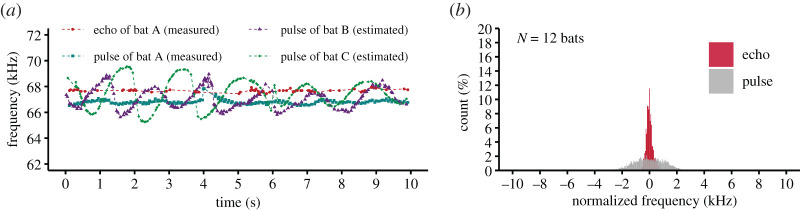 (a)
echo of bat A (measured)
pulse of bat B (estimated)
pulse of bat A (measured)
pulse of bat C (estimated)
72
70
68
66
64
62
frequency (kHz)
0 1 2 3 4 5 6 7 8 9 10
time (s)
(b)
N = 12 bats
echo
pulse
20
18
16
14
12
10
8
6
4
2
0
count (%)
−10 −8 −6 −4 −2 0 2 4 6 8 10
normalized frequency (kHz)